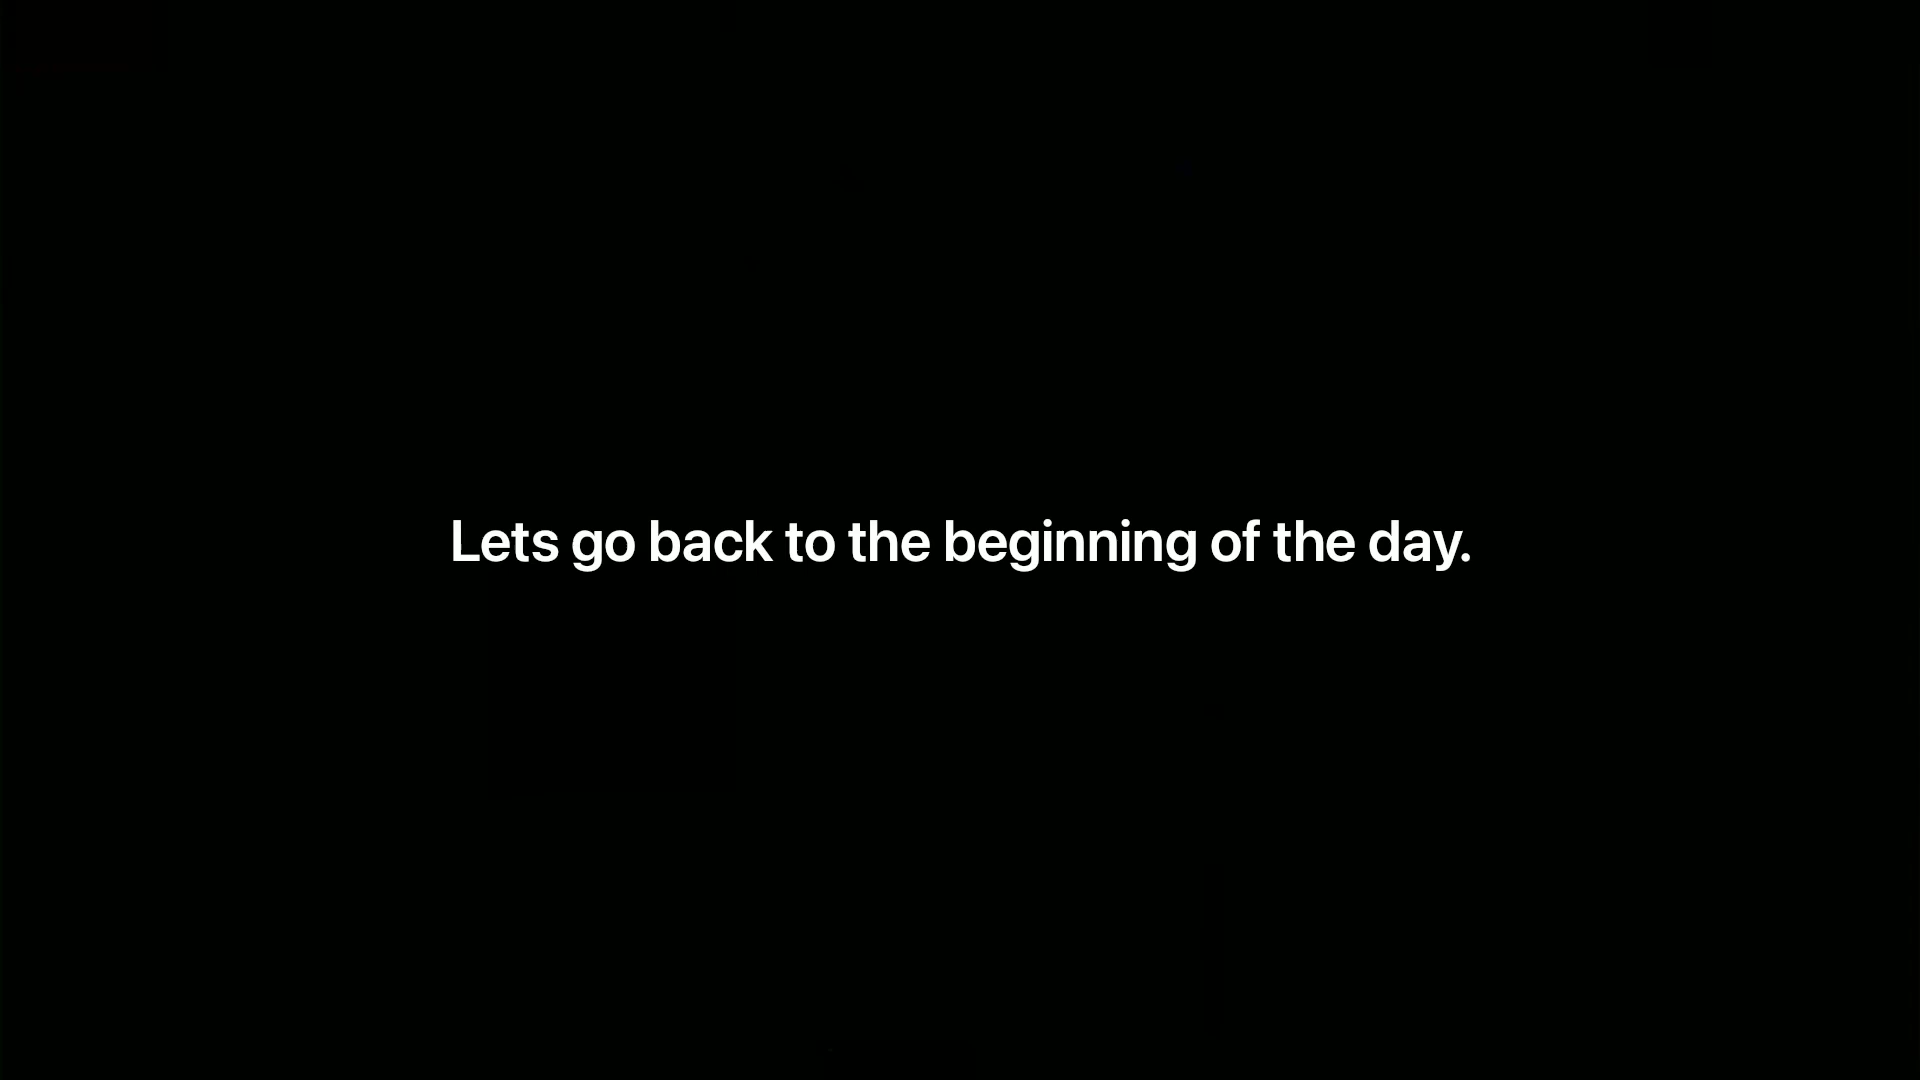 Lets go back to the beginning of the day.